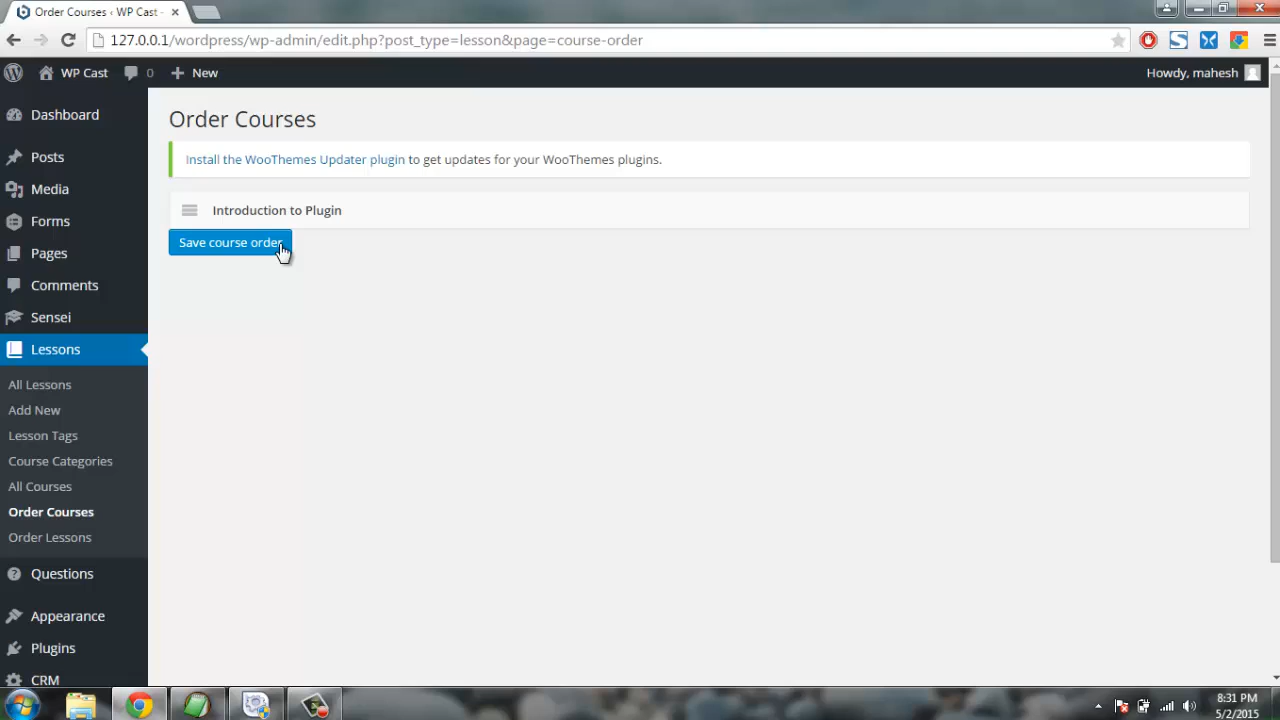 Order Courses ‹ WP Cast -
127.0.0.1/wordpress/wp-admin/edit.php?post_type=lesson&page=course-order
WP Cast 0 New Howdy, mahesh
Dashboard
Posts
Media
Forms
Pages
Comments
Sensei
Lessons
All Lessons
Add New
Lesson Tags
Course Categories
All Courses
Order Courses
Order Lessons
Questions
Appearance
Plugins
CRM
Order Courses
Install the WooThemes Updater plugin to get updates for your WooThemes plugins.
Introduction to Plugin
Save course order
8:31 PM
5/2/2015